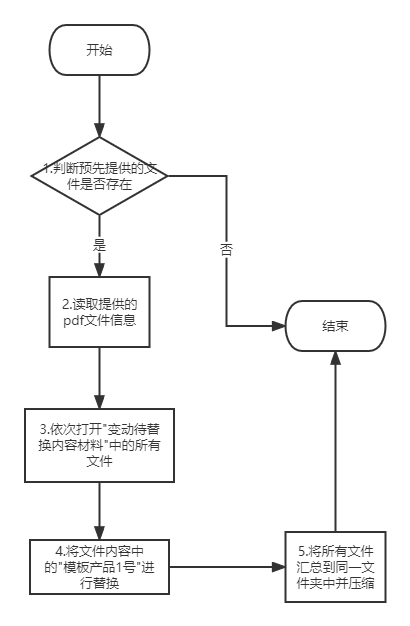 开始
1.判断预先提供的文
件是否存在
是
否
2.读取提供的
pdf文件信息
结束
3.依次打开"变动待替
换内容材料"中的所有
文件
4.将文件内容中
的"模板产品1号"进
行替换
5.将所有文件
汇总到同一文
件夹中并压缩